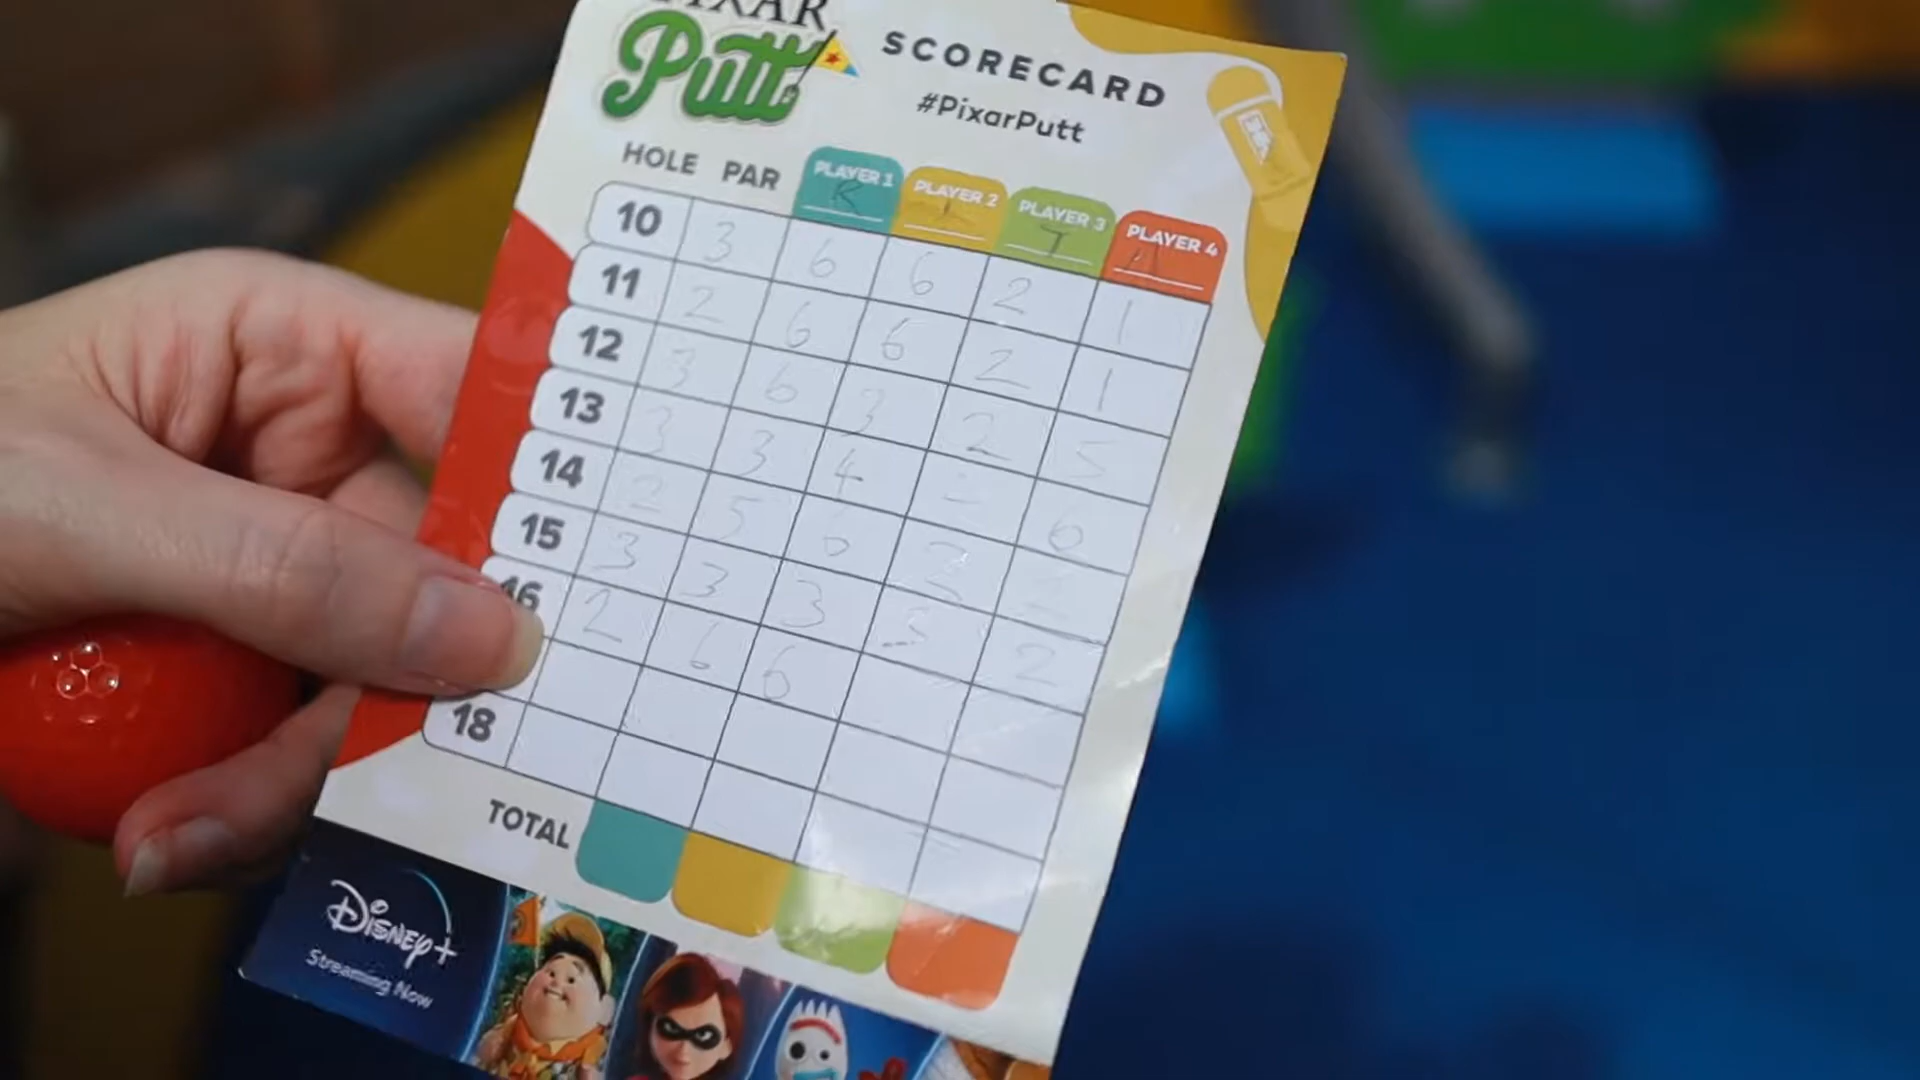 PIXAR
Putt
SCORECARD
#PixarPutt
HOLE PAR PLAYER 1 PLAYER 2 PLAYER 3 PLAYER 4
R T
10 3 6 6 2 1
11 2 6 6 2 1
12 3 6 3 2 5
13 3 3 4 6
14 2 5 6 2
15 3 3 3 2
16 2 6 6
18
TOTAL
Disney+
Streaming Now